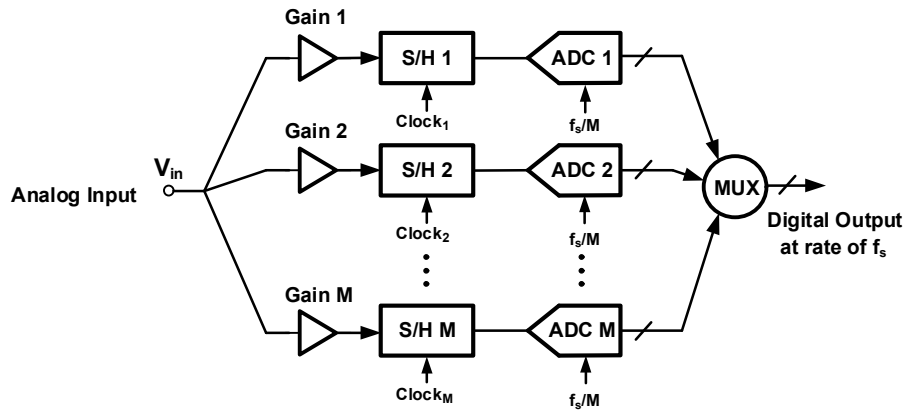 Gain 1
S/H 1
ADC 1
Clock₁
fₛ/M
Gain 2
S/H 2
ADC 2
Clock₂
fₛ/M
Analog Input
Vᵢₙ
MUX
Digital Output
at rate of fₛ
Gain M
S/H M
ADC M
Clock_M
fₛ/M